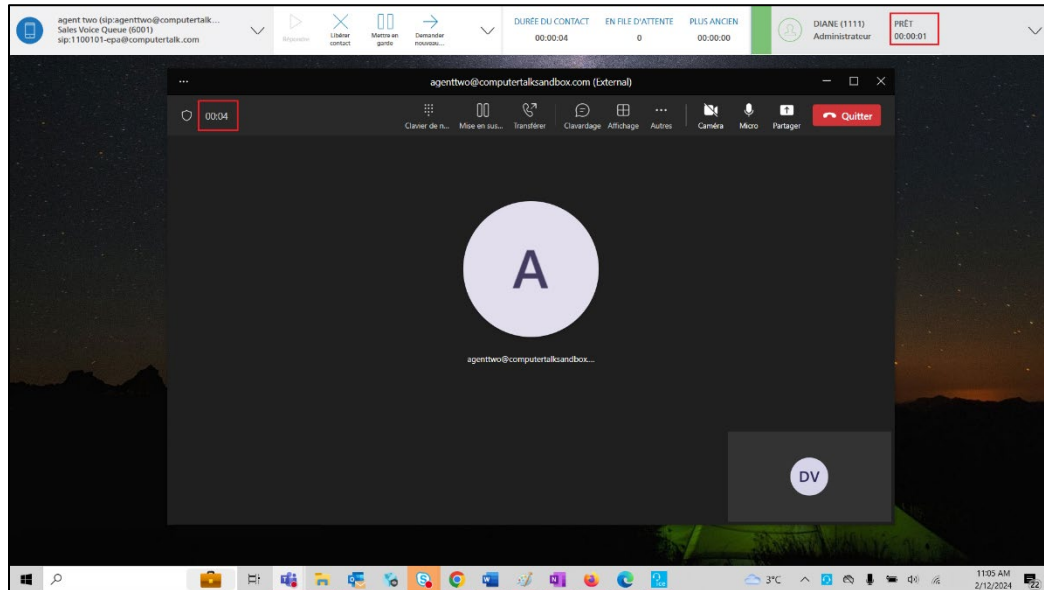 agent two (sip:agenttwo@computertalk...
Sales Voice Queue (6001)
sip:1100101-epa@computertalk.com
Répondre
Libérer
contact
Mettre en
garde
Demander
nouveau...
DURÉE DU CONTACT
00:00:04
EN FILE D'ATTENTE
0
PLUS ANCIEN
00:00:00
DIANE (1111)
Administrateur
PRÊT
00:00:01
agenttwo@computertalksandbox.com (External)
00:04
Clavier de n...
Mise en sus...
Transférer
Clavardage
Affichage
Autres
Caméra
Micro
Partager
Quitter
A
agenttwo@computertalksandbox....
DV
3°C
11:05 AM
2/12/2024
22